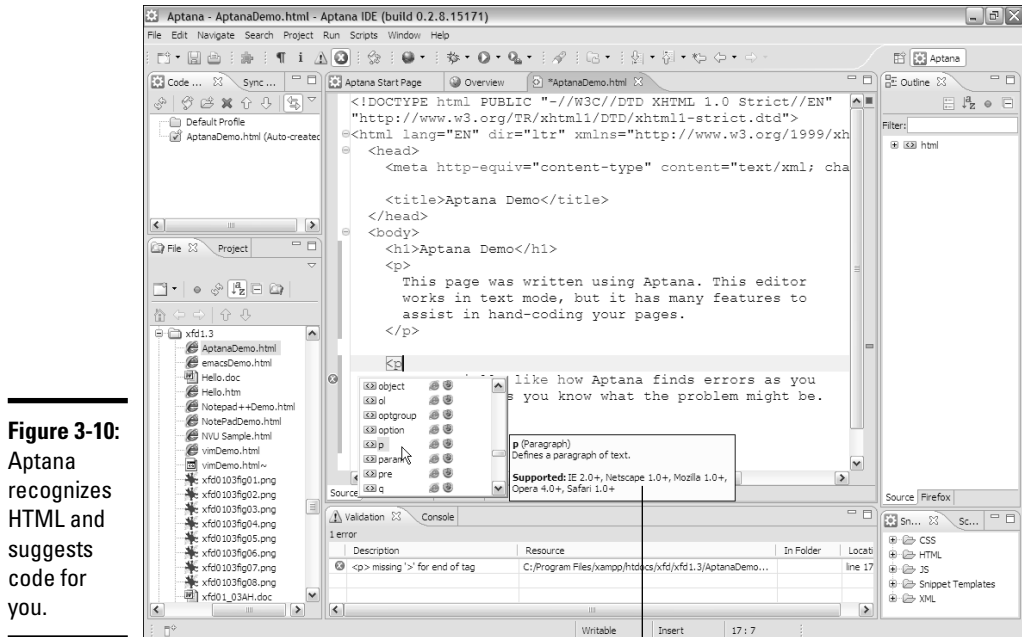 Aptana - AptanaDemo.html - Aptana IDE (build 0.2.8.15171)
File Edit Navigate Search Project Run Scripts Window Help
Aptana
Code ...
Sync ...
Default Profile
AptanaDemo.html (Auto-created
File
Project
xfd1.3
AptanaDemo.html
emacsDemo.html
Hello.doc
Hello.htm
Notepad++Demo.html
NotePadDemo.html
NVU Sample.html
vimDemo.html
vimDemo.html~
xfd0103fig01.png
xfd0103fig02.png
xfd0103fig03.png
xfd0103fig04.png
xfd0103fig05.png
xfd0103fig06.png
xfd0103fig07.png
xfd0103fig08.png
xfd01_03AH.doc
Aptana Start Page
Overview
*AptanaDemo.html
<!DOCTYPE html PUBLIC "-//W3C//DTD XHTML 1.0 Strict//EN"
"http://www.w3.org/TR/xhtml1/DTD/xhtml1-strict.dtd">
<html lang="EN" dir="ltr" xmlns="http://www.w3.org/1999/xh
<head>
<meta http-equiv="content-type" content="text/xml; cha
<title>Aptana Demo</title>
</head>
<body>
<h1>Aptana Demo</h1>
<p>
This page was written using Aptana. This editor
works in text mode, but it has many features to
assist in hand-coding your pages.
</p>
<p
like how Aptana finds errors as you
s you know what the problem might be.
object
ol
optgroup
option
p
param
pre
q
p (Paragraph)
Defines a paragraph of text.
Supported: IE 2.0+, Netscape 1.0+, Mozilla 1.0+,
Opera 4.0+, Safari 1.0+
Validation
Console
1 error
Description Resource In Folder Locati
<p> missing '>' for end of tag C:/Program Files/xampp/htdocs/xfd/xfd1.3/AptanaDemo... line 17
Outline
Filter:
html
Source Firefox
Sn...
Sc...
CSS
HTML
JS
Snippet Templates
XML
Writable Insert 17 : 7
Figure 3-10:
Aptana
recognizes
HTML and
suggests
code for
you.